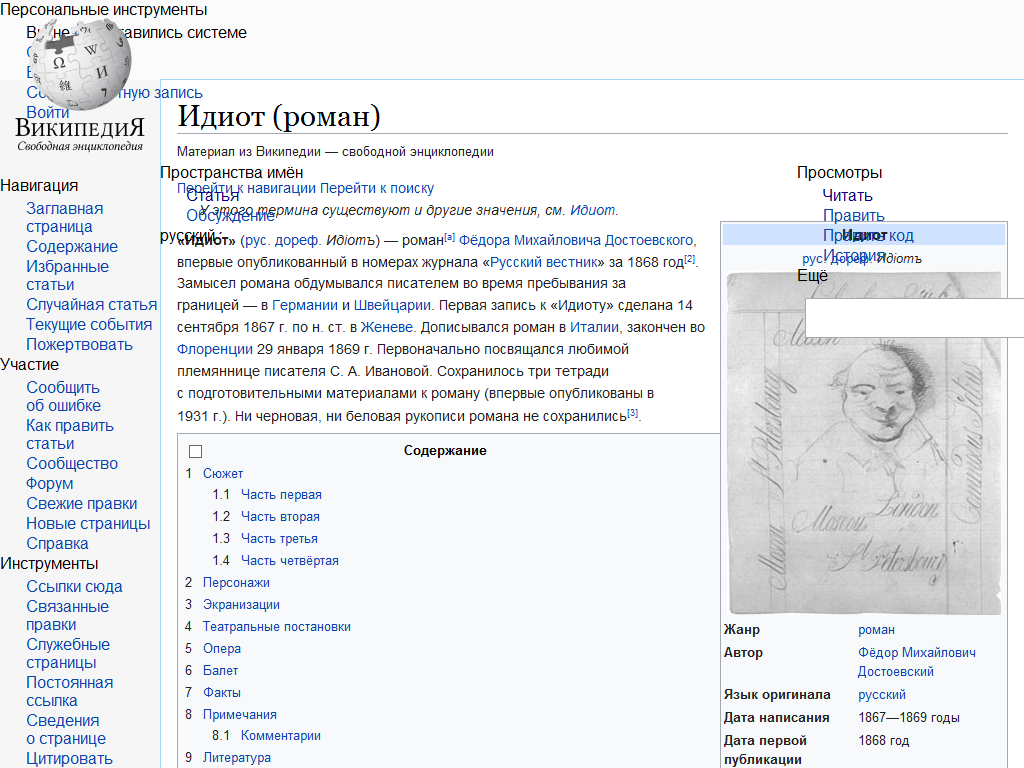 Персональные инструменты
Вы не представились системе
Создать учётную запись
Войти
ВикипедиЯ
Свободная энциклопедия
Навигация
Заглавная
страница
Содержание
Избранные
статьи
Случайная статья
Текущие события
Пожертвовать
Участие
Сообщить
об ошибке
Как править
статьи
Сообщество
Форум
Свежие правки
Новые страницы
Справка
Инструменты
Ссылки сюда
Связанные
правки
Служебные
страницы
Постоянная
ссылка
Сведения
о странице
Цитировать
Идиот (роман)
Материал из Википедии — свободной энциклопедии
Пространства имён
Перейти к навигации Перейти к поиску
Статья
Обсуждение
У этого термина существуют и другие значения, см. Идиот.
русский
«Идиот» (рус. дореф. Идіотъ) — роман[a] Фёдора Михайловича Достоевского,
впервые опубликованный в номерах журнала «Русский вестник» за 1868 год[2].
Замысел романа обдумывался писателем во время пребывания за
границей — в Германии и Швейцарии. Первая запись к «Идиоту» сделана 14
сентября 1867 г. по н. ст. в Женеве. Дописывался роман в Италии, закончен во
Флоренции 29 января 1869 г. Первоначально посвящался любимой
племяннице писателя С. А. Ивановой. Сохранилось три тетради
с подготовительными материалами к роману (впервые опубликованы в
1931 г.). Ни черновая, ни беловая рукописи романа не сохранились[3].
Содержание
1 Сюжет
1.1 Часть первая
1.2 Часть вторая
1.3 Часть третья
1.4 Часть четвёртая
2 Персонажи
3 Экранизации
4 Театральные постановки
5 Опера
6 Балет
7 Факты
8 Примечания
8.1 Комментарии
9 Литература
Просмотры
Читать
Править
Править код
История
Ещё
Идиот
рус. дореф. Идіотъ
St Petersburg
London
Moscou
St Petersbourg
Жанр роман
Автор Фёдор Михайлович
Достоевский
Язык оригинала русский
Дата написания 1867—1869 годы
Дата первой 1868 год
публикации